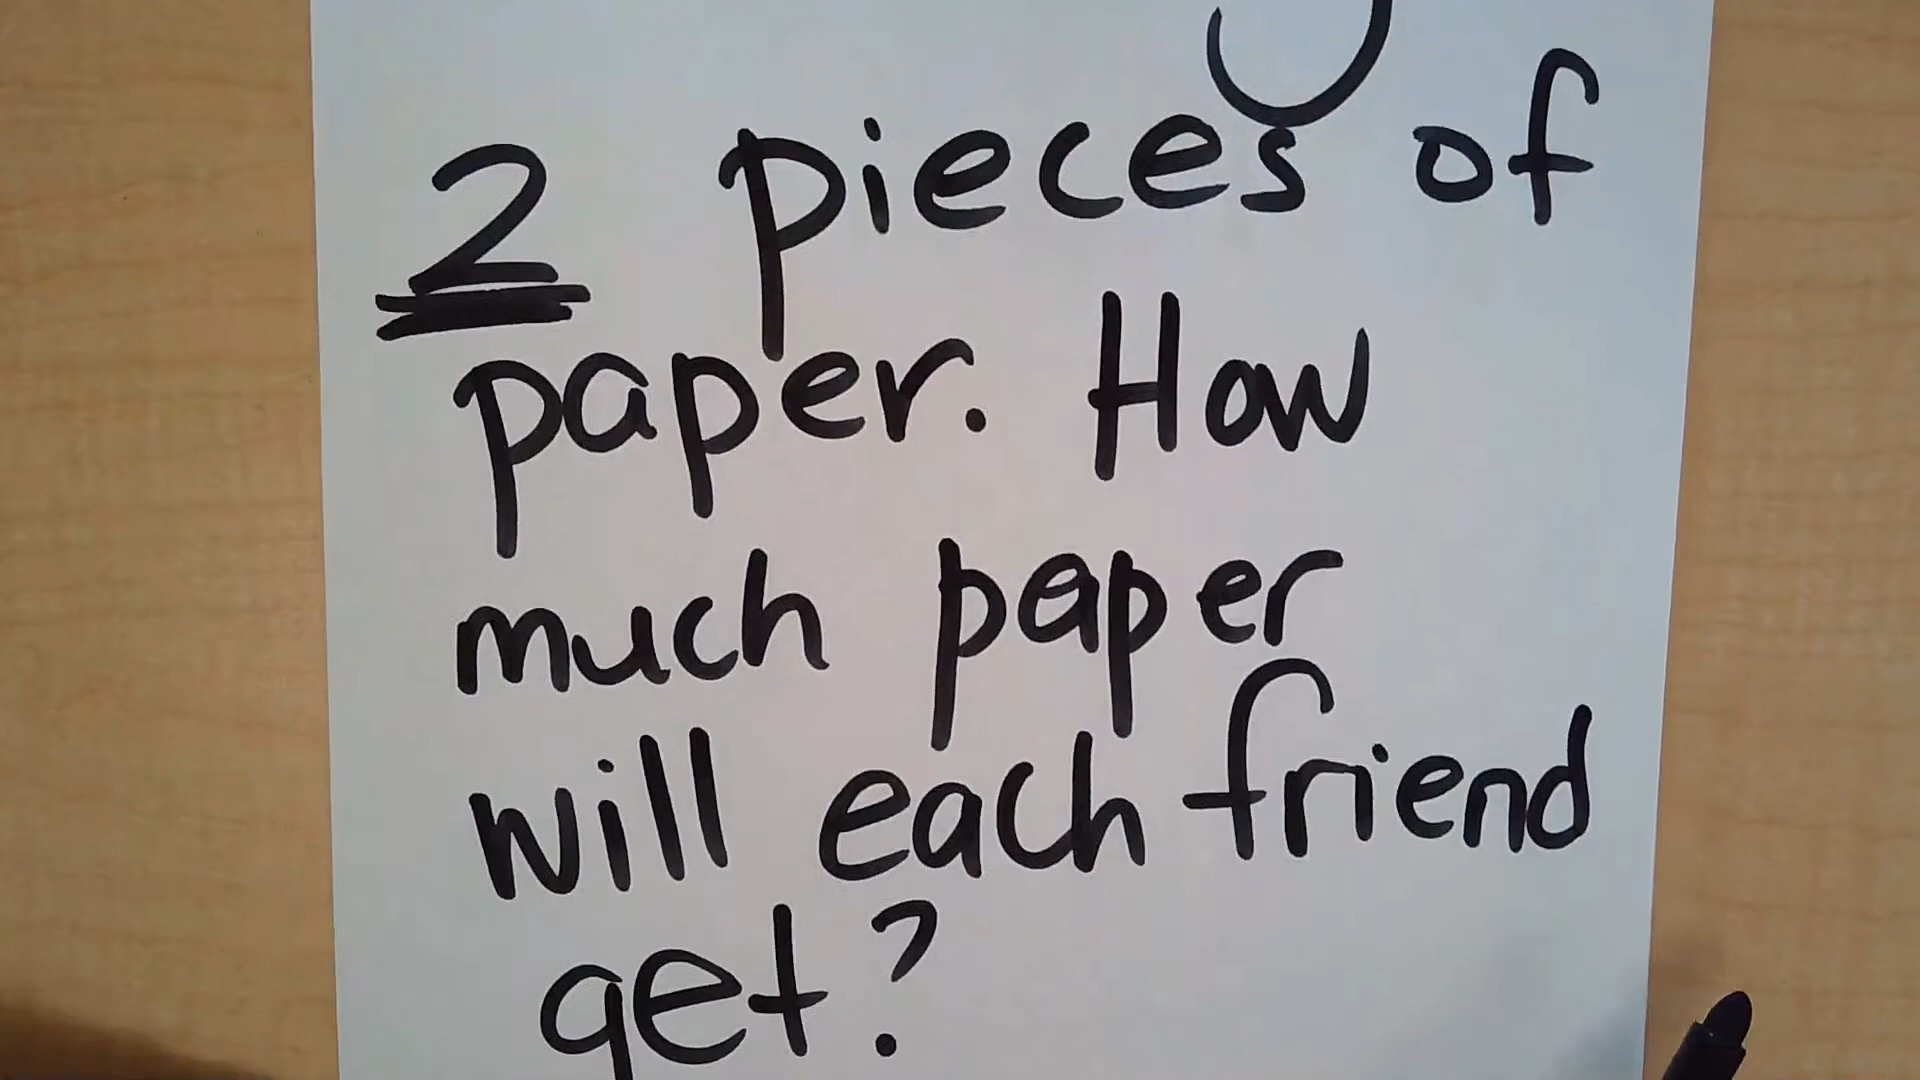 2 pieces of
paper. How
much paper
will each friend
get?